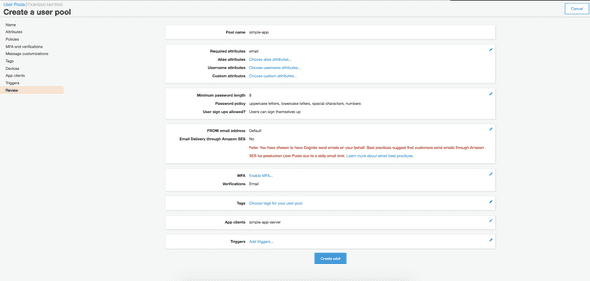 User Pools
Cancel
Create a user pool
Name
Attributes
Policies
MFA and verifications
Message customizations
Tags
Devices
App clients
Triggers
Review
Pool name simple-app
Required attributes email
Alias attributes Choose alias attributes...
Username attributes Choose username attributes...
Custom attributes Choose custom attributes...
Minimum password length 8
Password policy uppercase letters, lowercase letters, special characters, numbers
User sign ups allowed? Users can sign themselves up
FROM email address Default
Email Delivery through Amazon SES No
Note: You have chosen to have Cognito send emails on your behalf. Best practices suggest that customers send emails through Amazon
SES for production User Pools due to a daily email limit. Learn more about email best practices.
MFA Enable MFA...
Verifications Email
Tags Choose tags for your user pool
App clients simple-app-server
Triggers Add triggers...
Create pool